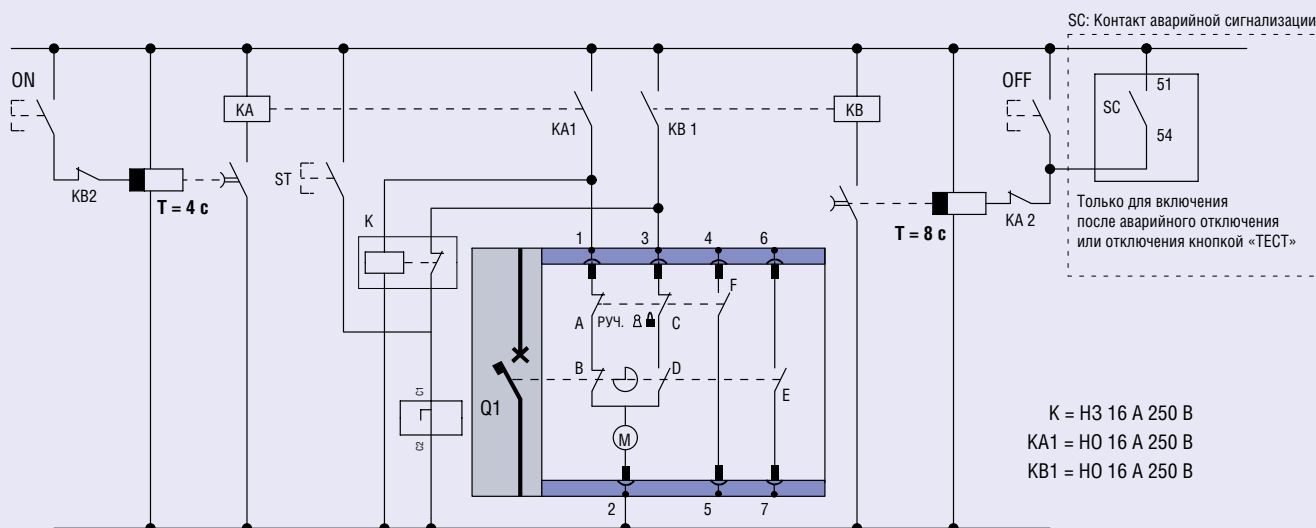 SC: Контакт аварийной сигнализации
ON
OFF
51
SC
54
KA
KA1
KB 1
KB
KB2
T = 4 с
ST
T = 8 с
KA 2
Только для включения
после аварийного отключения
или отключения кнопкой «ТЕСТ»
K
1
3
4
6
F
A
РУЧ.
C
B
D
E
Q1
C1
C2
M
2
5
7
K = НЗ 16 А 250 В
KA1 = НО 16 А 250 В
KB1 = НО 16 А 250 В